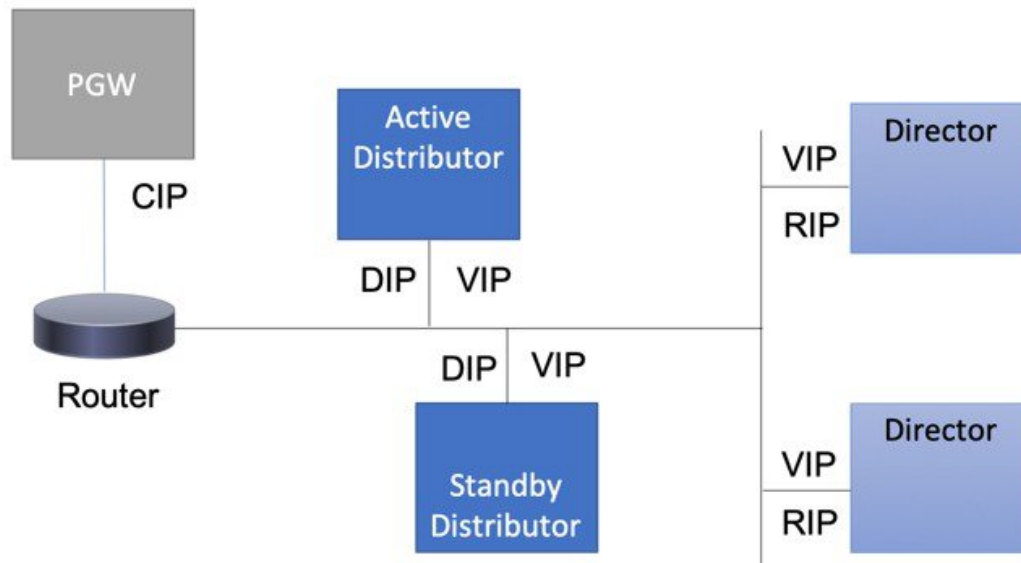 PGW
CIP
Router
Active
Distributor
DIP VIP
DIP VIP
Standby
Distributor
Director
VIP
RIP
Director
VIP
RIP